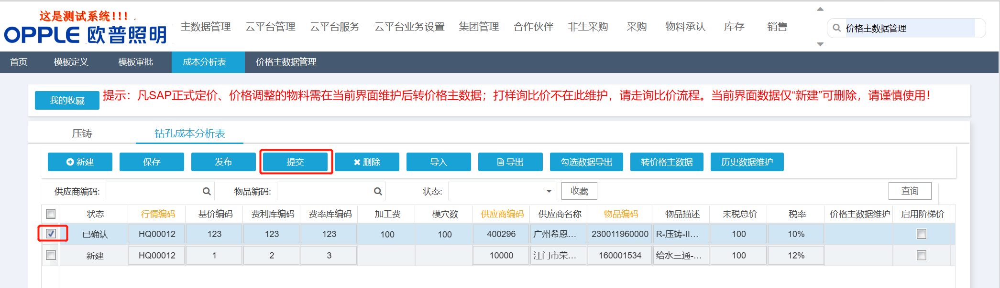 这是测试系统!!!.
OPPLE 欧普照明
主数据管理 云平台管理 云平台服务 云平台业务设置 集团管理 合作伙伴 非生采购 采购 物料承认 库存 销售
价格主数据管理
首页 模板定义 模板审批 成本分析表 价格主数据管理
我的收藏
提示：凡SAP正式定价、价格调整的物料需在当前界面维护后转价格主数据；打样询比价不在此维护，请走询比价流程。当前界面数据仅“新建”可删除，请谨慎使用！
压铸 钻孔成本分析表
新建 保存 发布 提交 删除 导入 导出 勾选数据导出 转价格主数据 历史数据维护
供应商编码: 物品编码: 状态: 收藏 查询
状态 行情编码 基价编码 费利库编码 费率库编码 加工费 模穴数 供应商编码 供应商名称 物品编码 物品描述 未税总价 税率 价格主数据维护 启用阶梯价
已确认 HQ00012 123 123 123 100 100 400296 广州希恩... 230011960000 R-压铸-II... 100 10%
新建 HQ00012 1 2 3 10000 江门市荣... 160001534 给水三通-... 100 12%